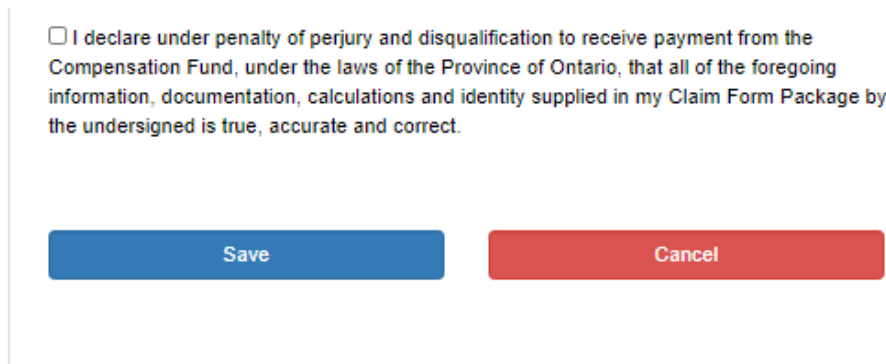 I declare under penalty of perjury and disqualification to receive payment from the
Compensation Fund, under the laws of the Province of Ontario, that all of the foregoing
information, documentation, calculations and identity supplied in my Claim Form Package by
the undersigned is true, accurate and correct.
Save
Cancel